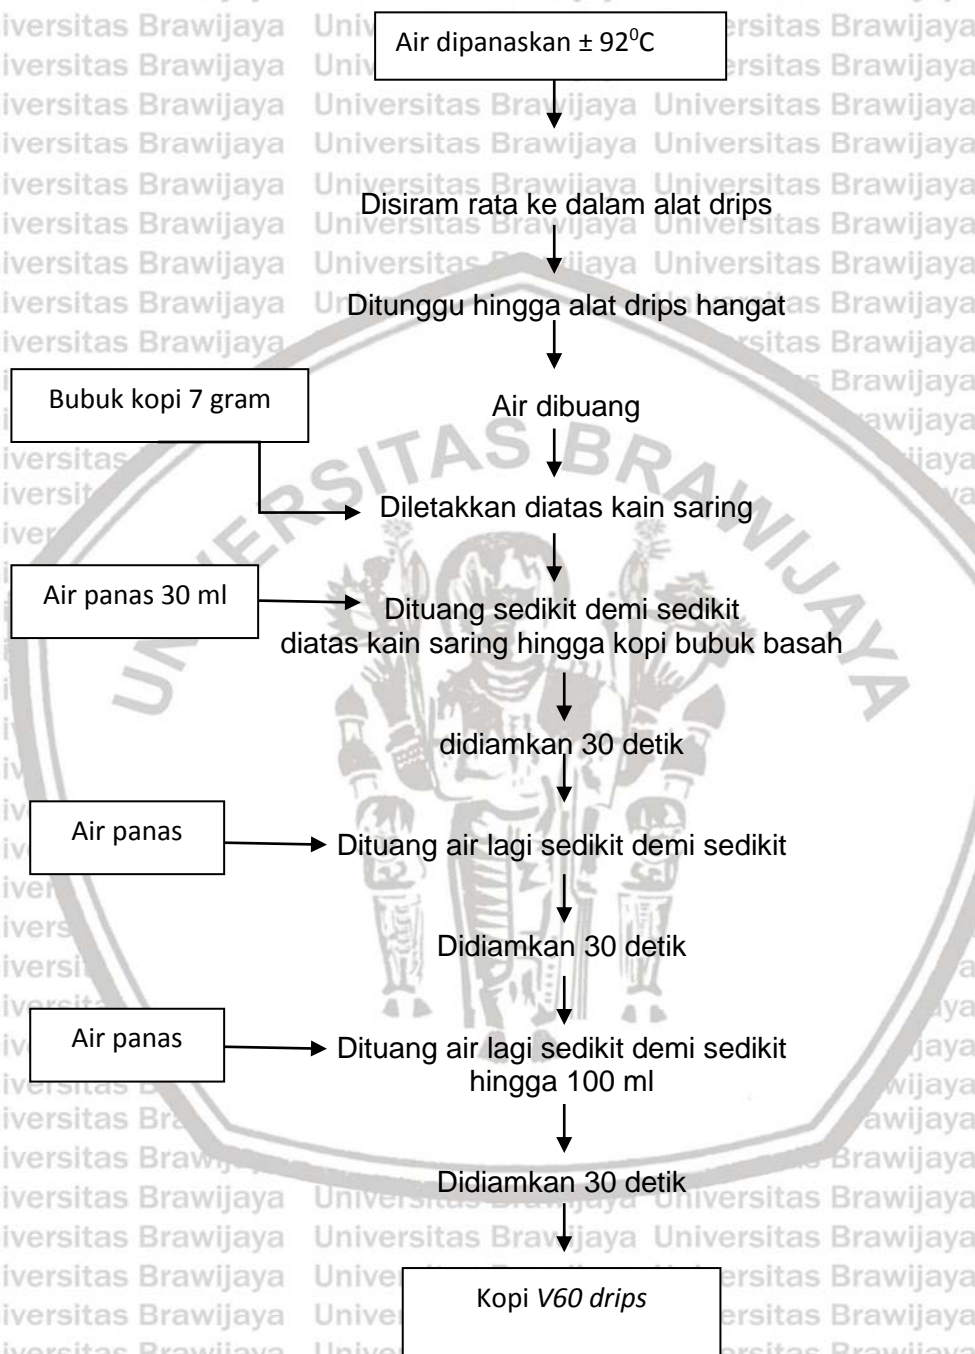 Air dipanaskan ± 92⁰C
Disiram rata ke dalam alat drips
Ditunggu hingga alat drips hangat
Bubuk kopi 7 gram
Air dibuang
Diletakkan diatas kain saring
Air panas 30 ml
Dituang sedikit demi sedikit
diatas kain saring hingga kopi bubuk basah
didiamkan 30 detik
Air panas
Dituang air lagi sedikit demi sedikit
Didiamkan 30 detik
Air panas
Dituang air lagi sedikit demi sedikit
hingga 100 ml
Didiamkan 30 detik
Kopi V60 drips
UNIVERSITAS BRAWIJAYA